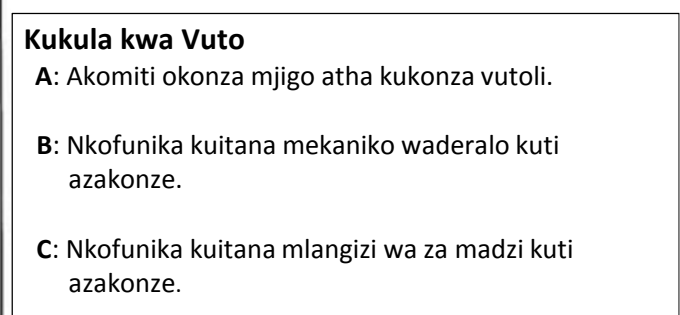 Kukula kwa Vuto
A: Akomiti okonza mjigo atha kukonza vutoli.
B: Nkofunika kuitana mekaniko waderalo kuti
azakonze.
C: Nkofunika kuitana mlangizi wa za madzi kuti
azakonze.